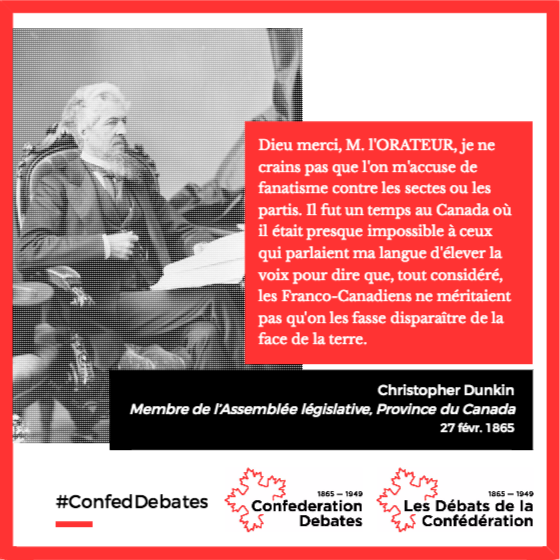 Dieu merci, M. l'ORATEUR, je ne
crains pas que l'on m'accuse de
fanatisme contre les sectes ou les
partis. Il fut un temps au Canada où
il était presque impossible à ceux
qui parlaient ma langue d'élever la
voix pour dire que, tout considéré,
les Franco-Canadiens ne méritaient
pas qu'on les fasse disparaître de la
face de la terre.
Christopher Dunkin
Membre de l'Assemblée législative, Province du Canada
27 févr. 1865
#ConfedDebates
1865 — 1949
Confederation
Debates
1865 — 1949
Les Débats de la
Confédération